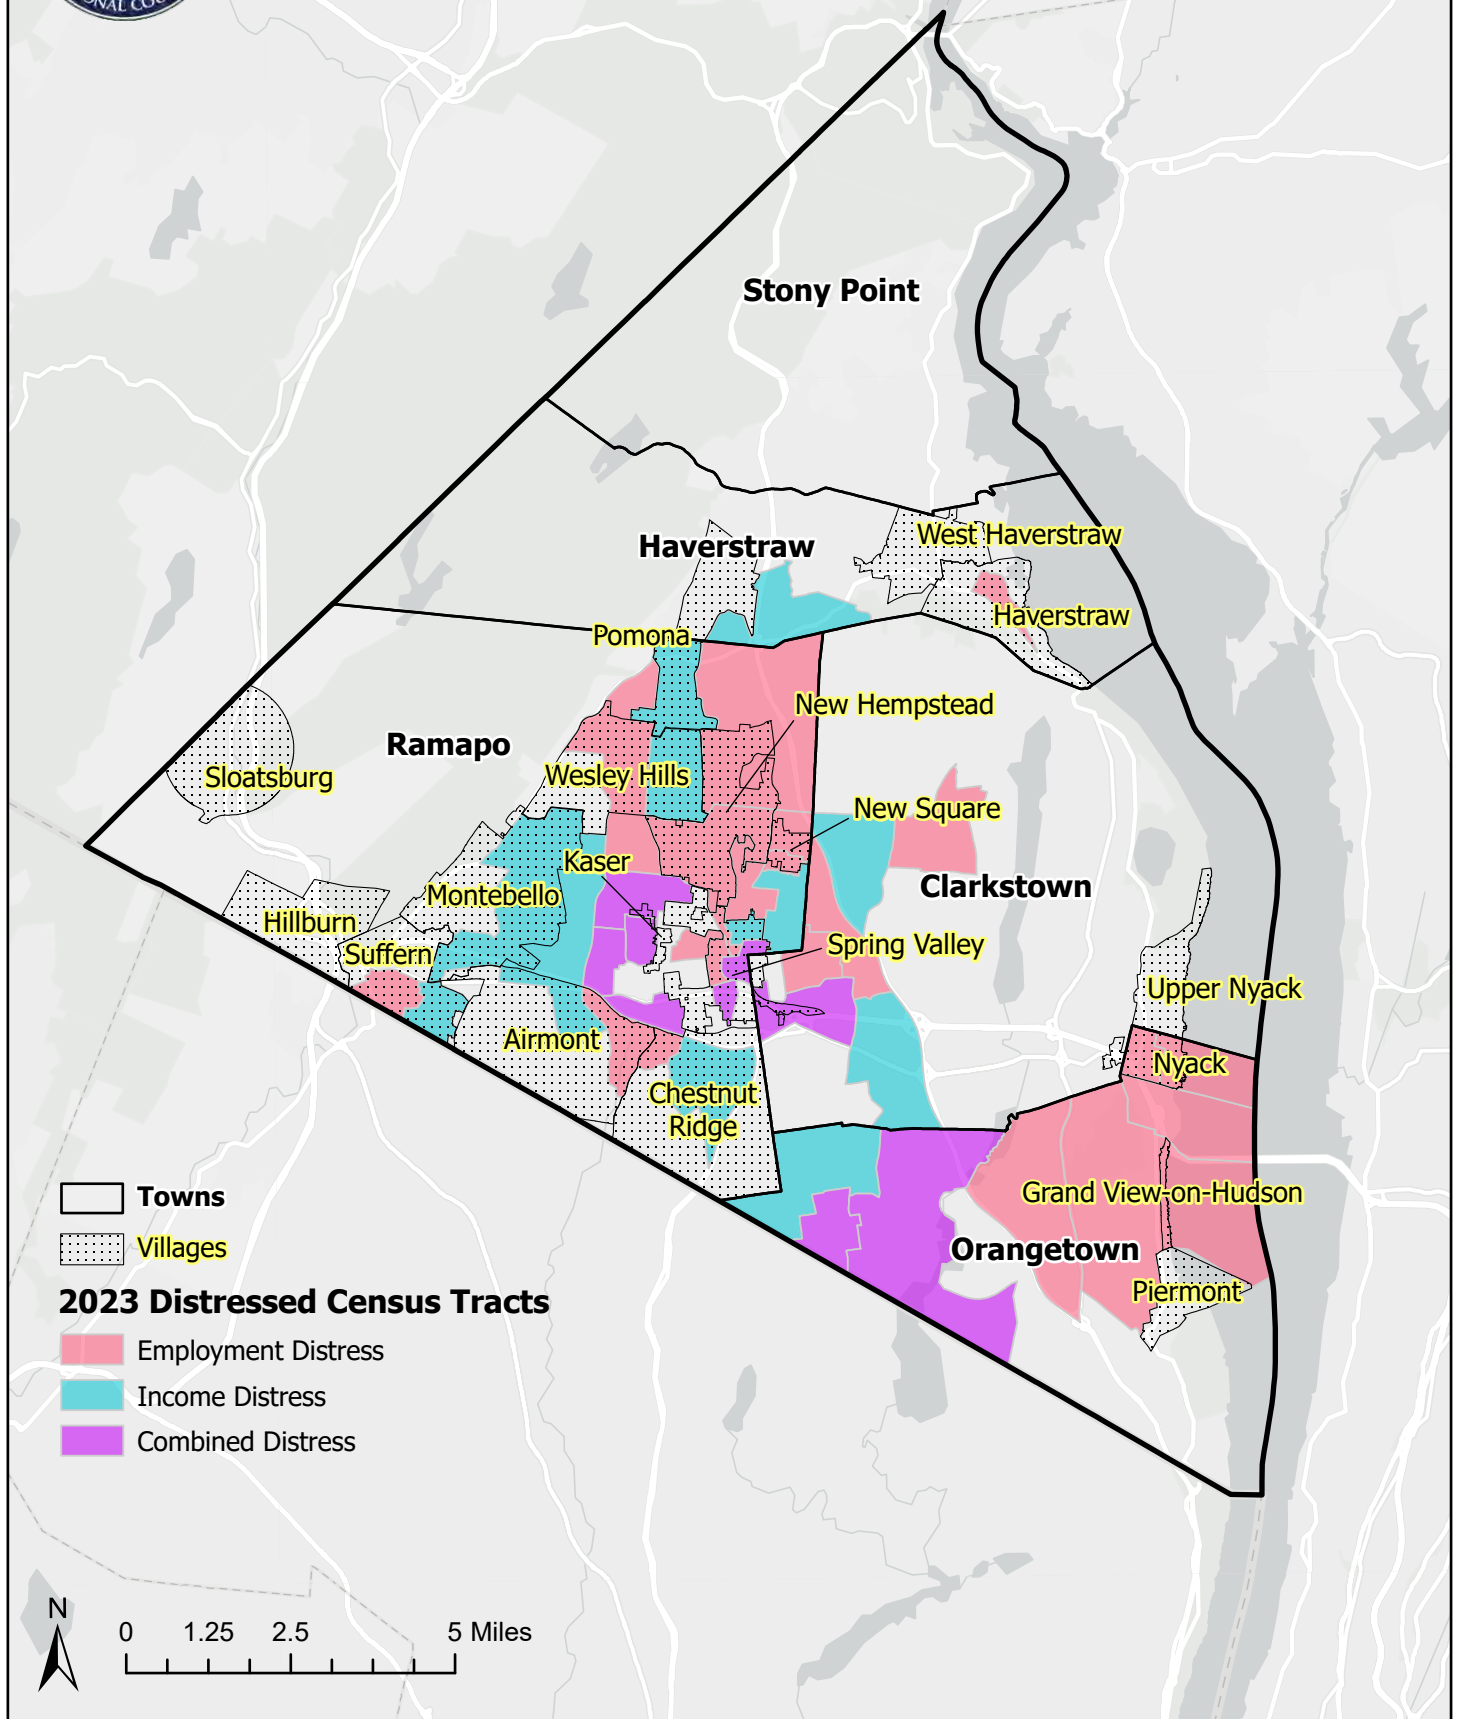 Stony Point
West Haverstraw
Haverstraw
Haverstraw
Pomona
New Hempstead
Ramapo
Wesley Hills
Sloatsburg
New Square
Kaser
Clarkstown
Montebello
Hillburn
Spring Valley
Suffern
Upper Nyack
Airmont
Nyack
Chestnut
Ridge
Grand View-on-Hudson
Orangetown
Piermont
Towns
Villages
2023 Distressed Census Tracts
Employment Distress
Income Distress
Combined Distress
N
0 1.25 2.5 5 Miles